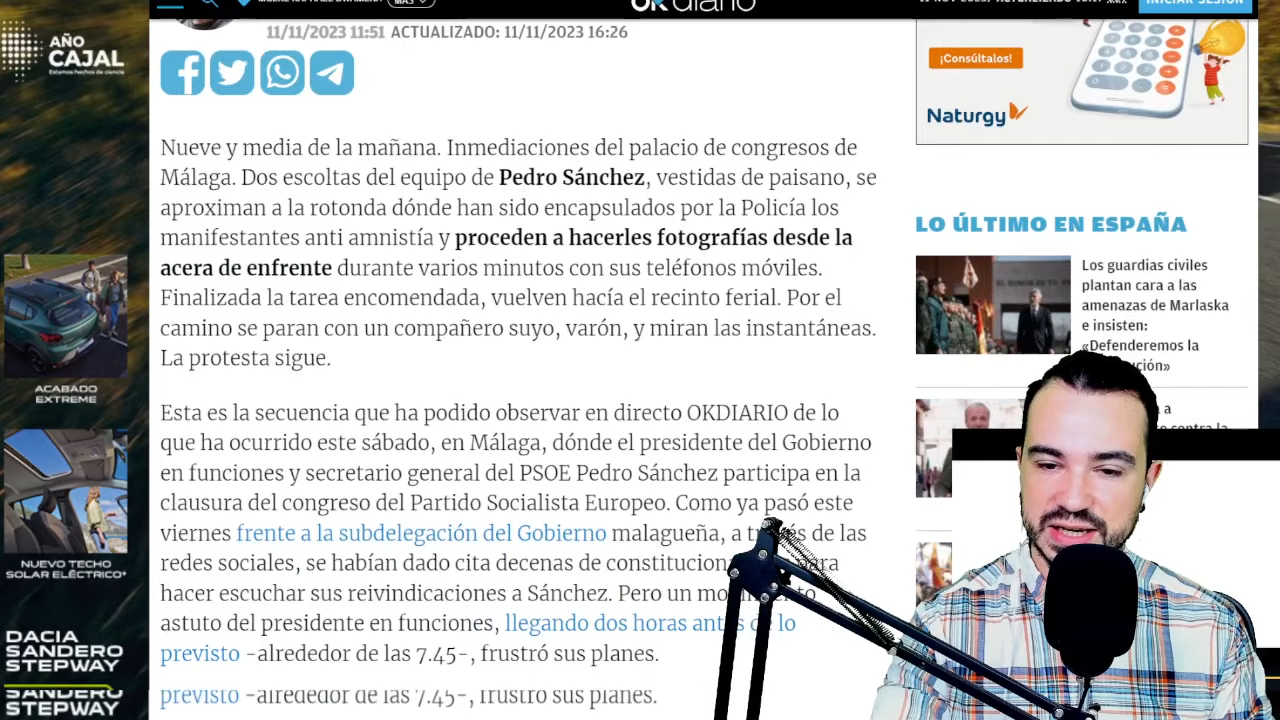 MÁS
okdiario
INICIAR SESIÓN
11/11/2023 11:51 ACTUALIZADO: 11/11/2023 16:26
AÑO
CAJAL
Estamos hechos de ciencia
¡Consúltalos!
Naturgy
Nueve y media de la mañana. Inmediaciones del palacio de congresos de
Málaga. Dos escoltas del equipo de Pedro Sánchez, vestidas de paisano, se
aproximan a la rotonda dónde han sido encapsulados por la Policía los
manifestantes anti amnistía y proceden a hacerles fotografías desde la
acera de enfrente durante varios minutos con sus teléfonos móviles.
Finalizada la tarea encomendada, vuelven hacía el recinto ferial. Por el
camino se paran con un compañero suyo, varón, y miran las instantáneas.
La protesta sigue.
Esta es la secuencia que ha podido observar en directo OKDIARIO de lo
que ha ocurrido este sábado, en Málaga, dónde el presidente del Gobierno
en funciones y secretario general del PSOE Pedro Sánchez participa en la
clausura del congreso del Partido Socialista Europeo. Como ya pasó este
viernes frente a la subdelegación del Gobierno malagueña, a de las
redes sociales, se habían dado cita decenas de
hacer escuchar sus reivindicaciones a Sánchez. Pero un
astuto del presidente en funciones, llegando dos horas antes de lo
previsto -alrededor de las 7.45-, frustró sus planes.
previsto -alrededor de las 7.45-, frustró sus planes.
LO ÚLTIMO EN ESPAÑA
Los guardias civiles
plantan cara a las
amenazas de Marlaska
e insisten:
«Defenderemos la
ACABADO
EXTREME
NUEVO TECHO
SOLAR ELÉCTRICO*
DACIA
SANDERO
STEPWAY
SANDERO
STEPWAY